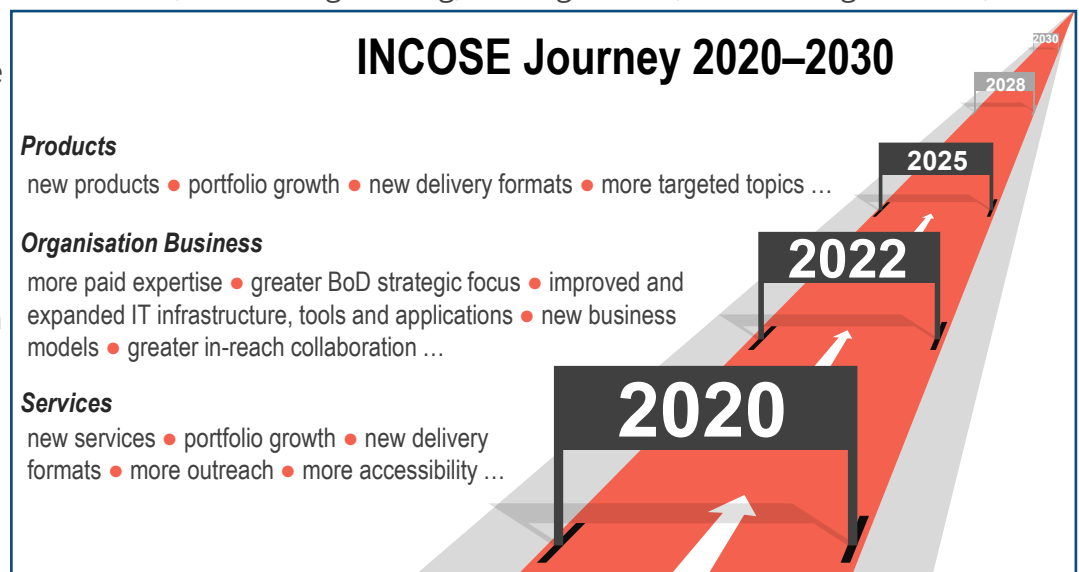 INCOSE Journey 2020–2030
2030
2028
2025
2022
2020
Products
new products ● portfolio growth ● new delivery formats ● more targeted topics …
Organisation Business
more paid expertise ● greater BoD strategic focus ● improved and
expanded IT infrastructure, tools and applications ● new business
models ● greater in-reach collaboration …
Services
new services ● portfolio growth ● new delivery
formats ● more outreach ● more accessibility …